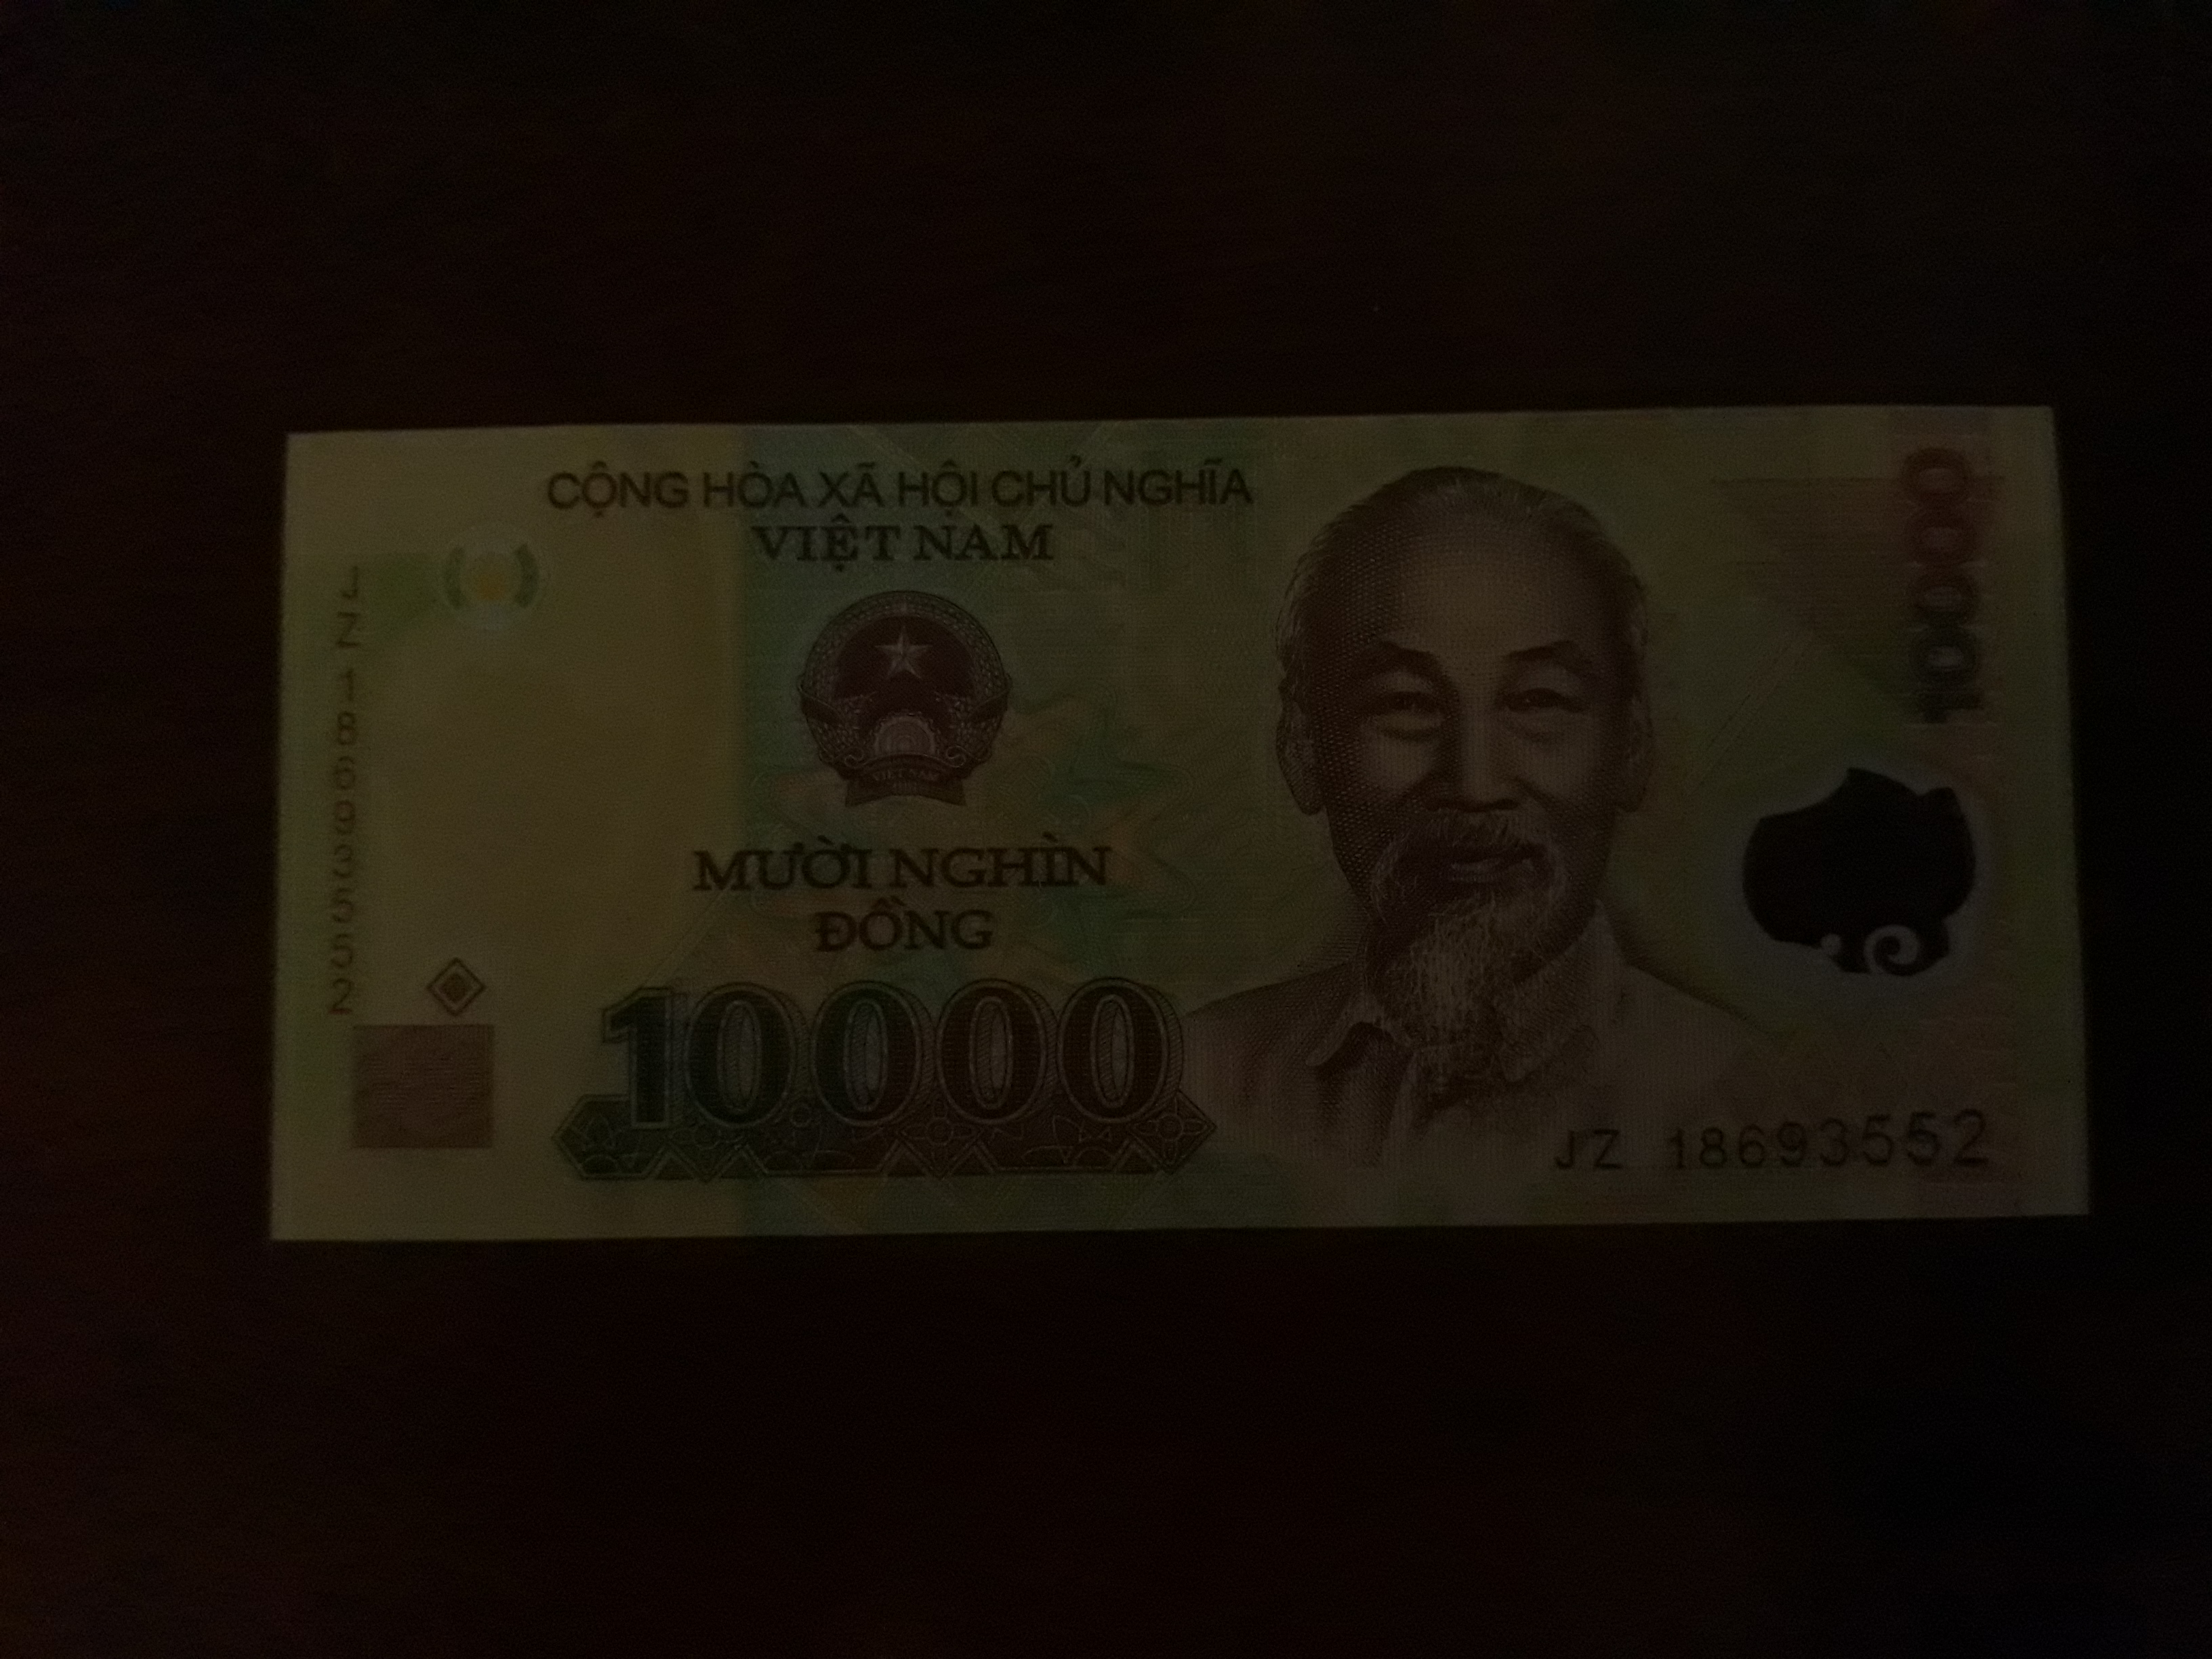 CỘNG HÒA XÃ HỘI CHỦ NGHĨA
VIỆT NAM
VIỆT NAM
MƯỜI NGHÌN
ĐỒNG
10000
10000
JZ 18693552
JZ 18693552